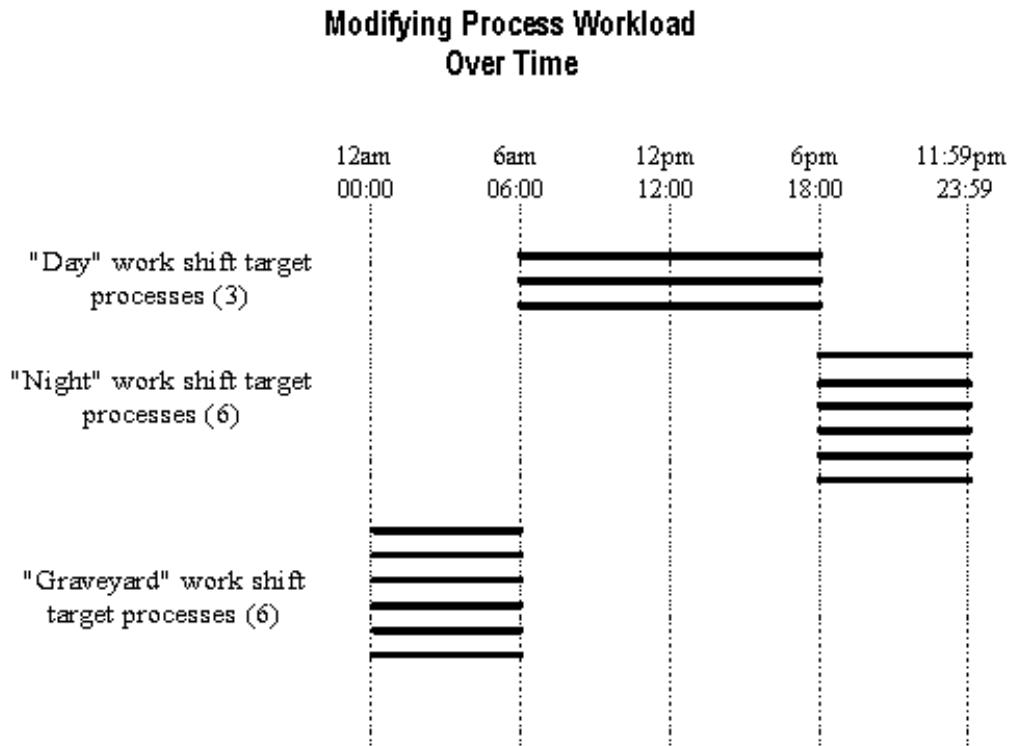 Modifying Process Workload
Over Time
12am 6am 12pm 6pm 11:59pm
00:00 06:00 12:00 18:00 23:59
"Day" work shift target
processes (3)
"Night" work shift target
processes (6)
"Graveyard" work shift
target processes (6)